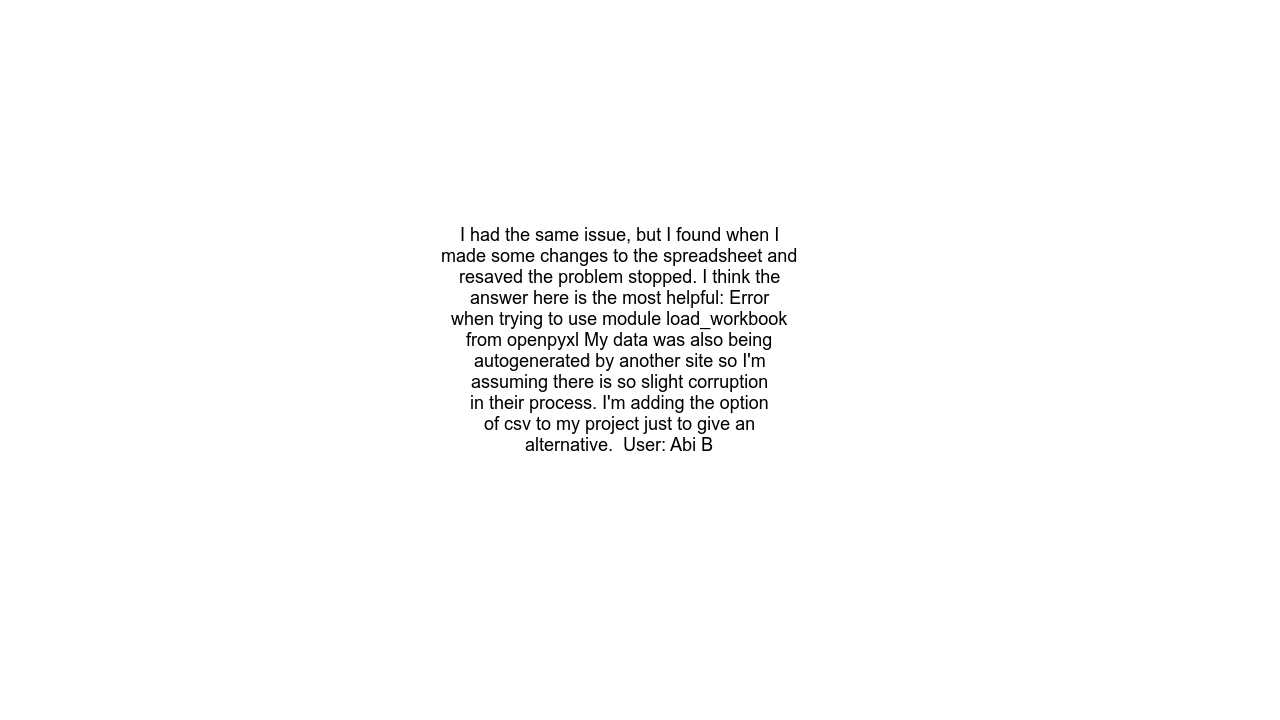 I had the same issue, but I found when I
made some changes to the spreadsheet and
resaved the problem stopped. I think the
answer here is the most helpful: Error
when trying to use module load_workbook
from openpyxl My data was also being
autogenerated by another site so I'm
assuming there is so slight corruption
in their process. I'm adding the option
of csv to my project just to give an
alternative.  User: Abi B